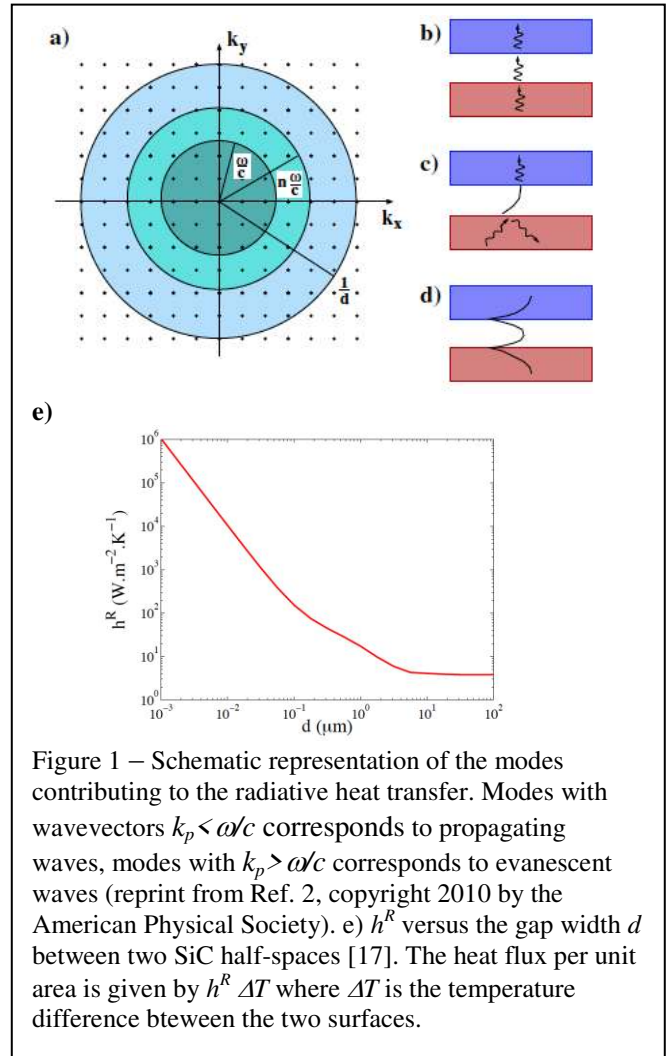 a)
k_y
ω/c
n ω/c
k_x
1/d
b)
c)
d)
e)
10^6
10^5
10^4
10^3
10^2
10^1
10^0
h^R (W.m^-2.K^-1)
10^-3 10^-2 10^-1 10^0 10^1 10^2
d (μm)
Figure 1 – Schematic representation of the modes
contributing to the radiative heat transfer. Modes with
wavevectors k_p < ω/c corresponds to propagating
waves, modes with k_p > ω/c corresponds to evanescent
waves (reprint from Ref. 2, copyright 2010 by the
American Physical Society). e) h^R versus the gap width d
between two SiC half-spaces [17]. The heat flux per unit
area is given by h^R ΔT where ΔT is the temperature
difference bteween the two surfaces.